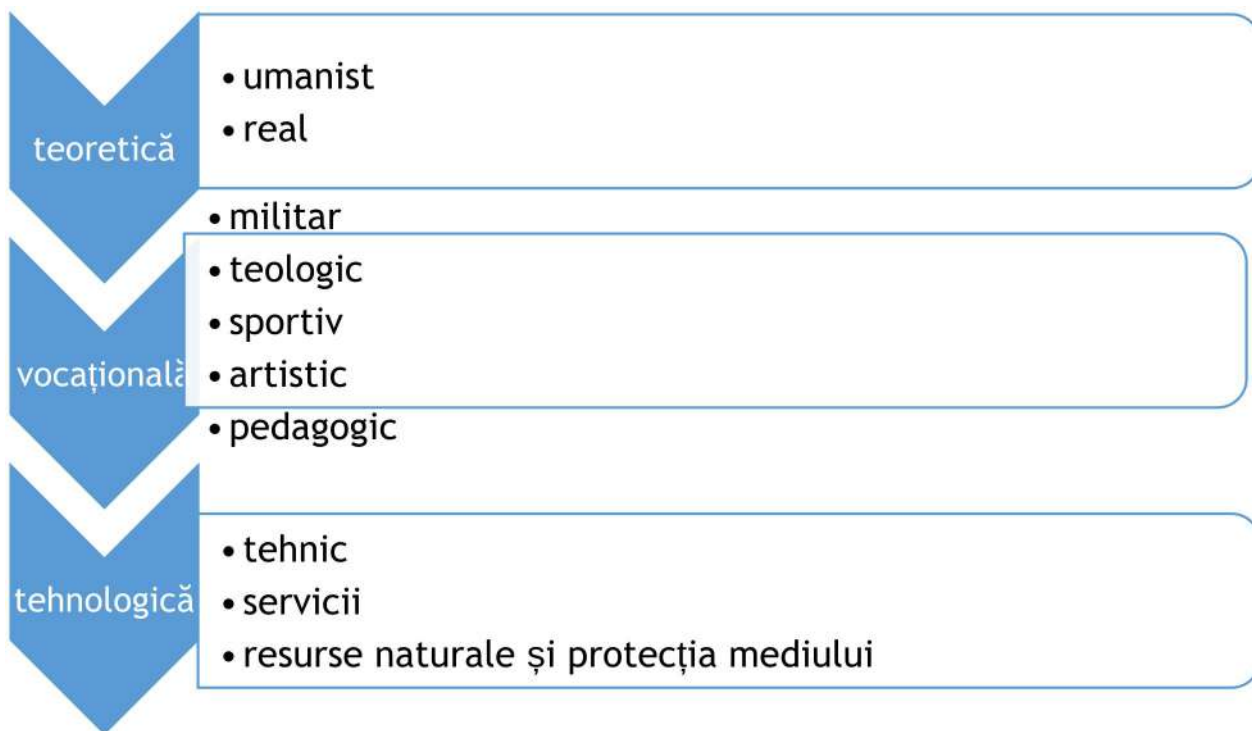 teoretică
• umanist
• real
vocațională
• militar
• teologic
• sportiv
• artistic
• pedagogic
tehnologică
• tehnic
• servicii
• resurse naturale și protecția mediului